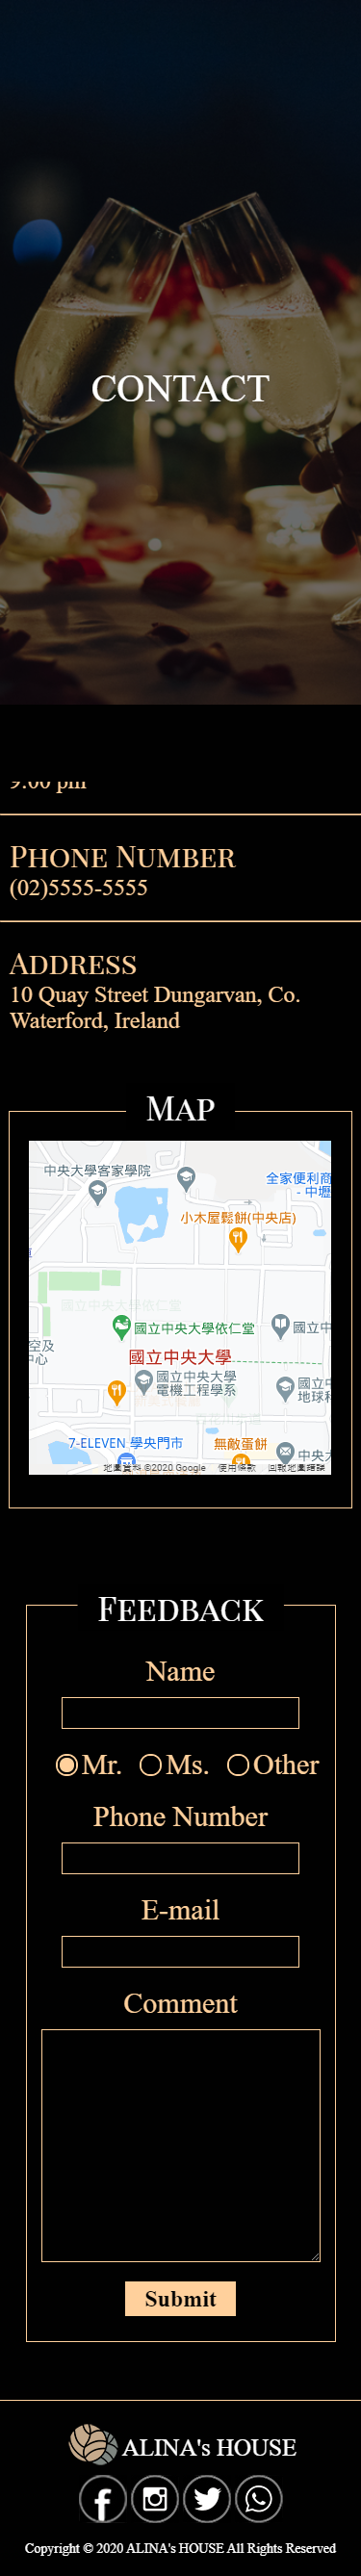 CONTACT
9:00 pm
Phone Number
(02)5555-5555
Address
10 Quay Street Dungarvan, Co.
Waterford, Ireland
Map
中央大學客家學院
全家便利商
- 中壢
小木屋鬆餅(中央店)
國立中央大學依仁堂
國立中央大學依仁堂
國立中
空及
中心
國立中央大學
國立中央大學
電機工程學系
國立中
地球科
7-ELEVEN 學央門市
無敵蛋餅
中央大
地圖資料 ©2020 Google 使用條款 回報地圖錯誤
Feedback
Name
Mr. Ms. Other
Phone Number
E-mail
Comment
Submit
ALINA's HOUSE
Copyright © 2020 ALINA's HOUSE All Rights Reserved